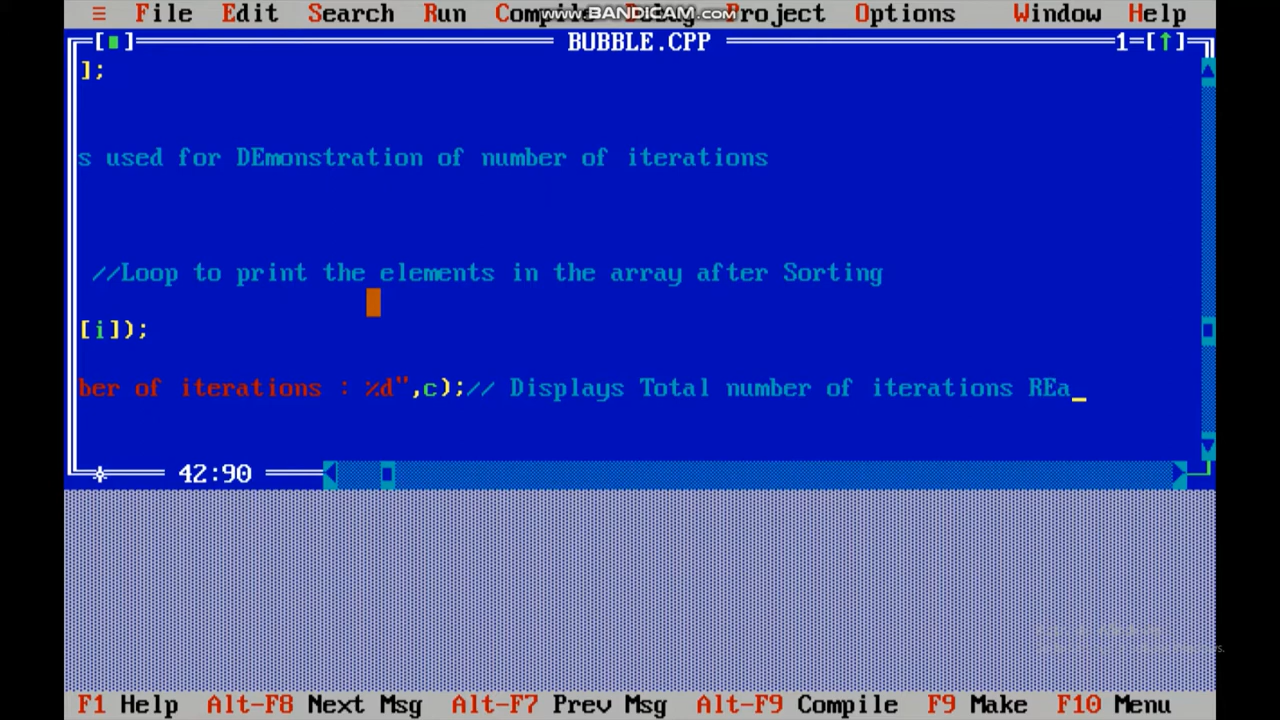 ≡ File Edit Search Run Compile Debug Project Options Window Help
www.BANDICAM.com
[■] BUBBLE.CPP 1=[↑]
];
s used for DEmonstration of number of iterations
//Loop to print the elements in the array after Sorting
[i]);
ber of iterations : %d",c);// Displays Total number of iterations REa_
42:90
F1 Help Alt-F8 Next Msg Alt-F7 Prev Msg Alt-F9 Compile F9 Make F10 Menu